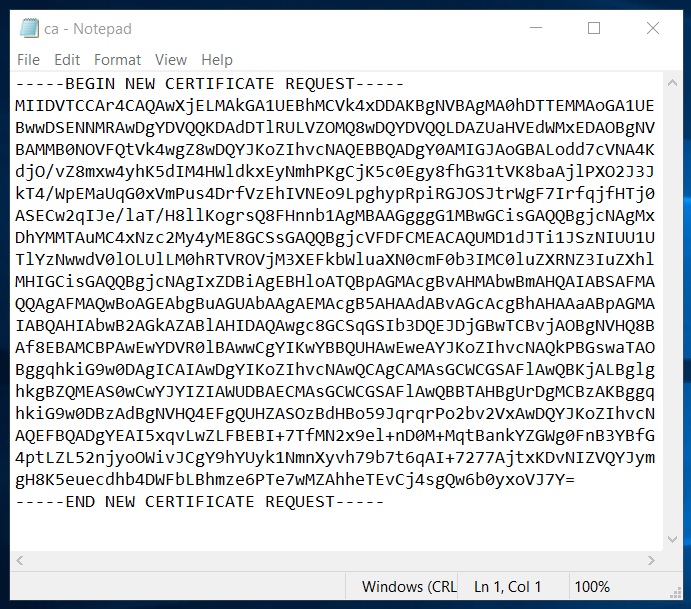 ca - Notepad
File Edit Format View Help
-----BEGIN NEW CERTIFICATE REQUEST-----
MIIDVTCCAr4CAQAwXjELMAkGA1UEBhMCVk4xDDAKBgNVBAgMA0hDTTEMMAoGA1UE
BwwDSENNMRAwDgYDVQQKDAdDTlRULVZOMQ8wDQYDVQQLDAZUaHVEdWMxEDAOBgNV
BAMMB0NOVFQtVk4wgZ8wDQYJKoZIhvcNAQEBBQADgY0AMIGJAoGBALodd7cVNA4K
djO/vZ8mxw4yhK5dIM4HWldkxEyNmhPKgCjK5c0Egy8fhG31tVK8baAjlPXO2J3J
kT4/WpEMaUqG0xVmPus4DrfVzEhIVNEo9LpghypRpiRGJOSJtrWgF7IrfqjfHTj0
ASECw2qIJe/laT/H8llKogrsQ8FHnnb1AgMBAAGggggG1MBwGCisGAQQBgjcNAgMx
DhYMMTAuMC4xNzc2My4yME8GCSsGAQQBgjcVFDFCMEACAQUMD1dJTi1JSzNIUU1U
TlYzNwwdV0lOLUlLM0hRTVROVjM3XEFkbWluaXN0cmF0b3IMC0luZXRNZ3IuZXhl
MHIGCisGAQQBgjcNAgIxZDBiAgEBHloATQBpAGMAcgBvAHMAbwBmAHQAIABSAFMA
QQAgAFMAQwBoAGEAbgBuAGUAbAAgAEMAcgB5AHAAdABvAGcAcgBhAHAAaABpAGMA
IABQAHIAbwB2AGkAZABlAHIDAQAwgc8GCSqGSIb3DQEJDjGBwTCBvjAOBgNVHQ8B
Af8EBAMCBPAwEwYDVR0lBAwwCgYIKwYBBQUHAwEweAYJKoZIhvcNAQkPBGswaTAO
BggqhkiG9w0DAgICAIAwDgYIKoZIhvcNAwQCAgCAMAsGCWCGSAFlAwQBKjALBglg
hkgBZQMEAS0wCwYJYIZIAWUDBAECMAsGCWCGSAFlAwQBBTAHBgUrDgMCBzAKBggq
hkiG9w0DBzAdBgNVHQ4EFgQUHZASOzBdHBo59JqrqrPo2bv2VxAwDQYJKoZIhvcN
AQEFBQADgYEAI5xqvLwZLFBEBI+7TfMN2x9el+nD0M+MqtBankYZGWg0FnB3YBfG
4ptLZL52njyoOWivJCgY9hYUyk1NmnXyvh79b7t6qAI+7277AjtxKDvNIZVQYJym
gH8K5euecdhb4DWFbLBhmze6PTe7wMZAhheTEvCj4sgQw6b0yxoVJ7Y=
-----END NEW CERTIFICATE REQUEST-----
Windows (CRL Ln 1, Col 1 100%